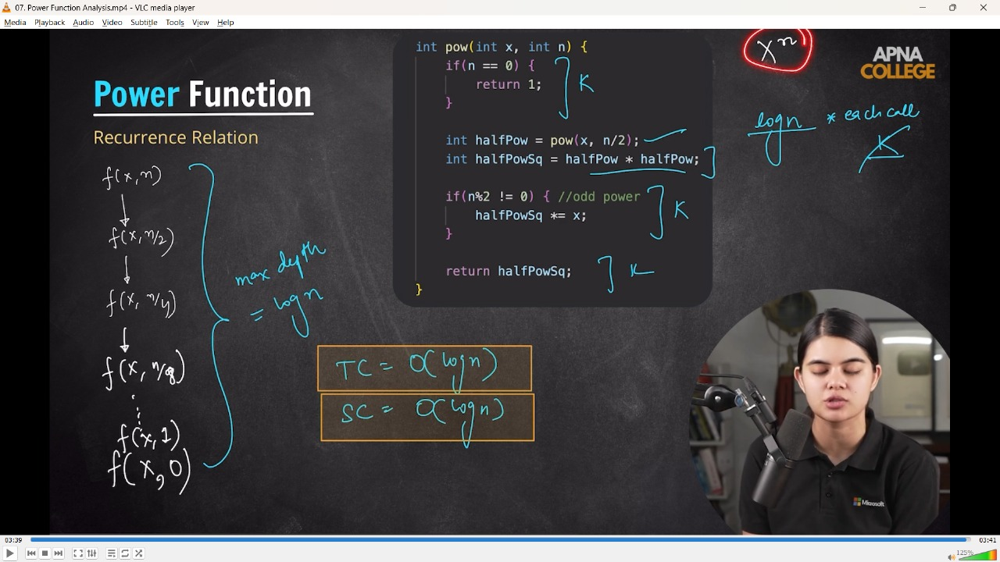 07. Power Function Analysis.mp4 - VLC media player
Media Playback Audio Video Subtitle Tools View Help
Power Function
Recurrence Relation
f(x,n)
f(x,n/2)
f(x,n/4)
f(x,n/8)
f(x,1)
f(x,0)
max depth
= log n
int pow(int x, int n) {
if(n == 0) {
return 1;
}
K
int halfPow = pow(x, n/2);
int halfPowSq = halfPow * halfPow;
if(n%2 != 0) { //odd power
halfPowSq *= x;
}
K
return halfPowSq;
K
}
TC = O(log n)
SC = O(log n)
xⁿ
APNA
COLLEGE
log n * each call
K
Microsoft
03:39
03:41
125%